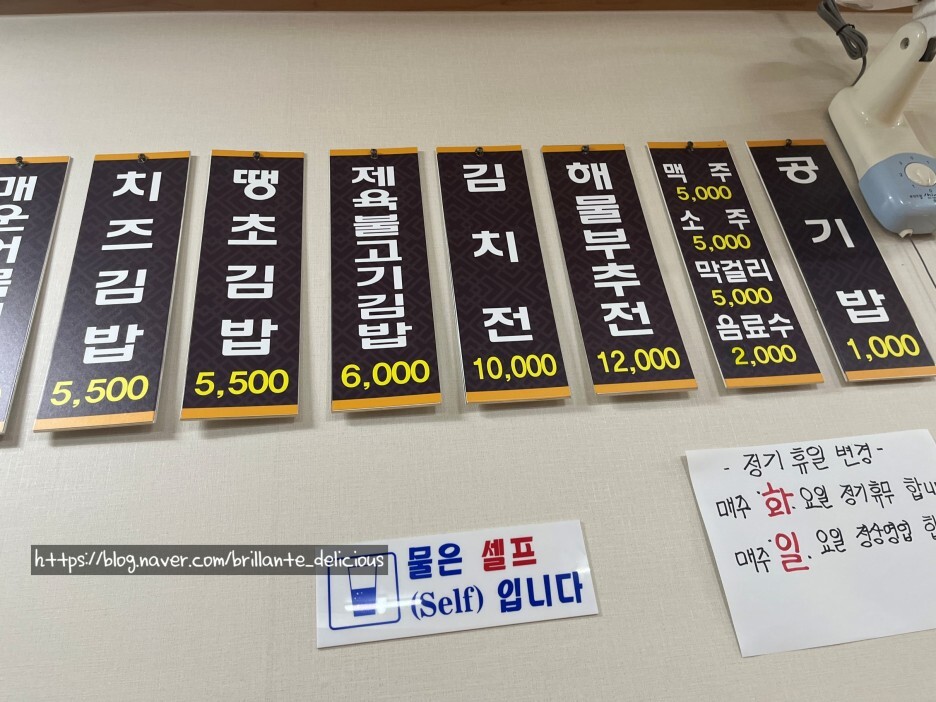 치즈김밥
5,500
땡초김밥
5,500
제육불고기김밥
6,000
김치전
10,000
해물부추전
12,000
맥주
5,000
소주
5,000
막걸리
5,000
음료수
2,000
공기밥
1,000
- 정기 휴일 변경 -
매주 화요일 정기휴무
매주 일요일 정상영업
https://blog.naver.com/brillante_delicious
물은 셀프
(Self) 입니다